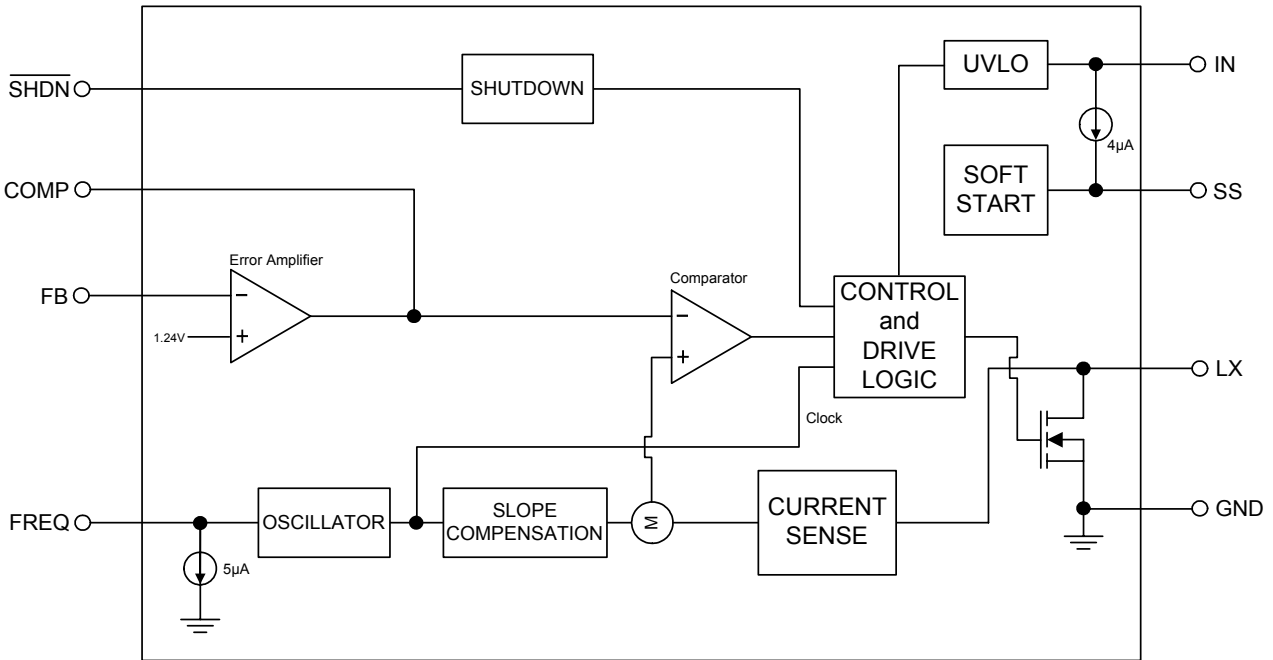 SHDN
SHUTDOWN
UVLO
IN
4µA
COMP
SOFT
START
SS
Error Amplifier
FB
−
1.24V
+
Comparator
−
+
CONTROL
and
DRIVE
LOGIC
LX
Clock
FREQ
OSCILLATOR
SLOPE
COMPENSATION
M
CURRENT
SENSE
GND
5µA